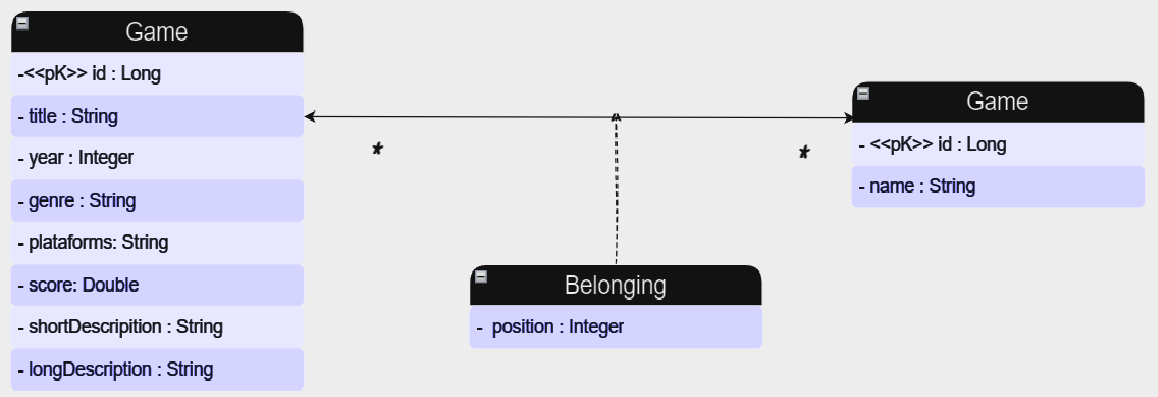 Game
-<<pK>> id : Long
- title : String
- year : Integer
- genre : String
- plataforms: String
- score: Double
- shortDescripition : String
- longDescription : String
*
*
Game
- <<pK>> id : Long
- name : String
Belonging
- position : Integer